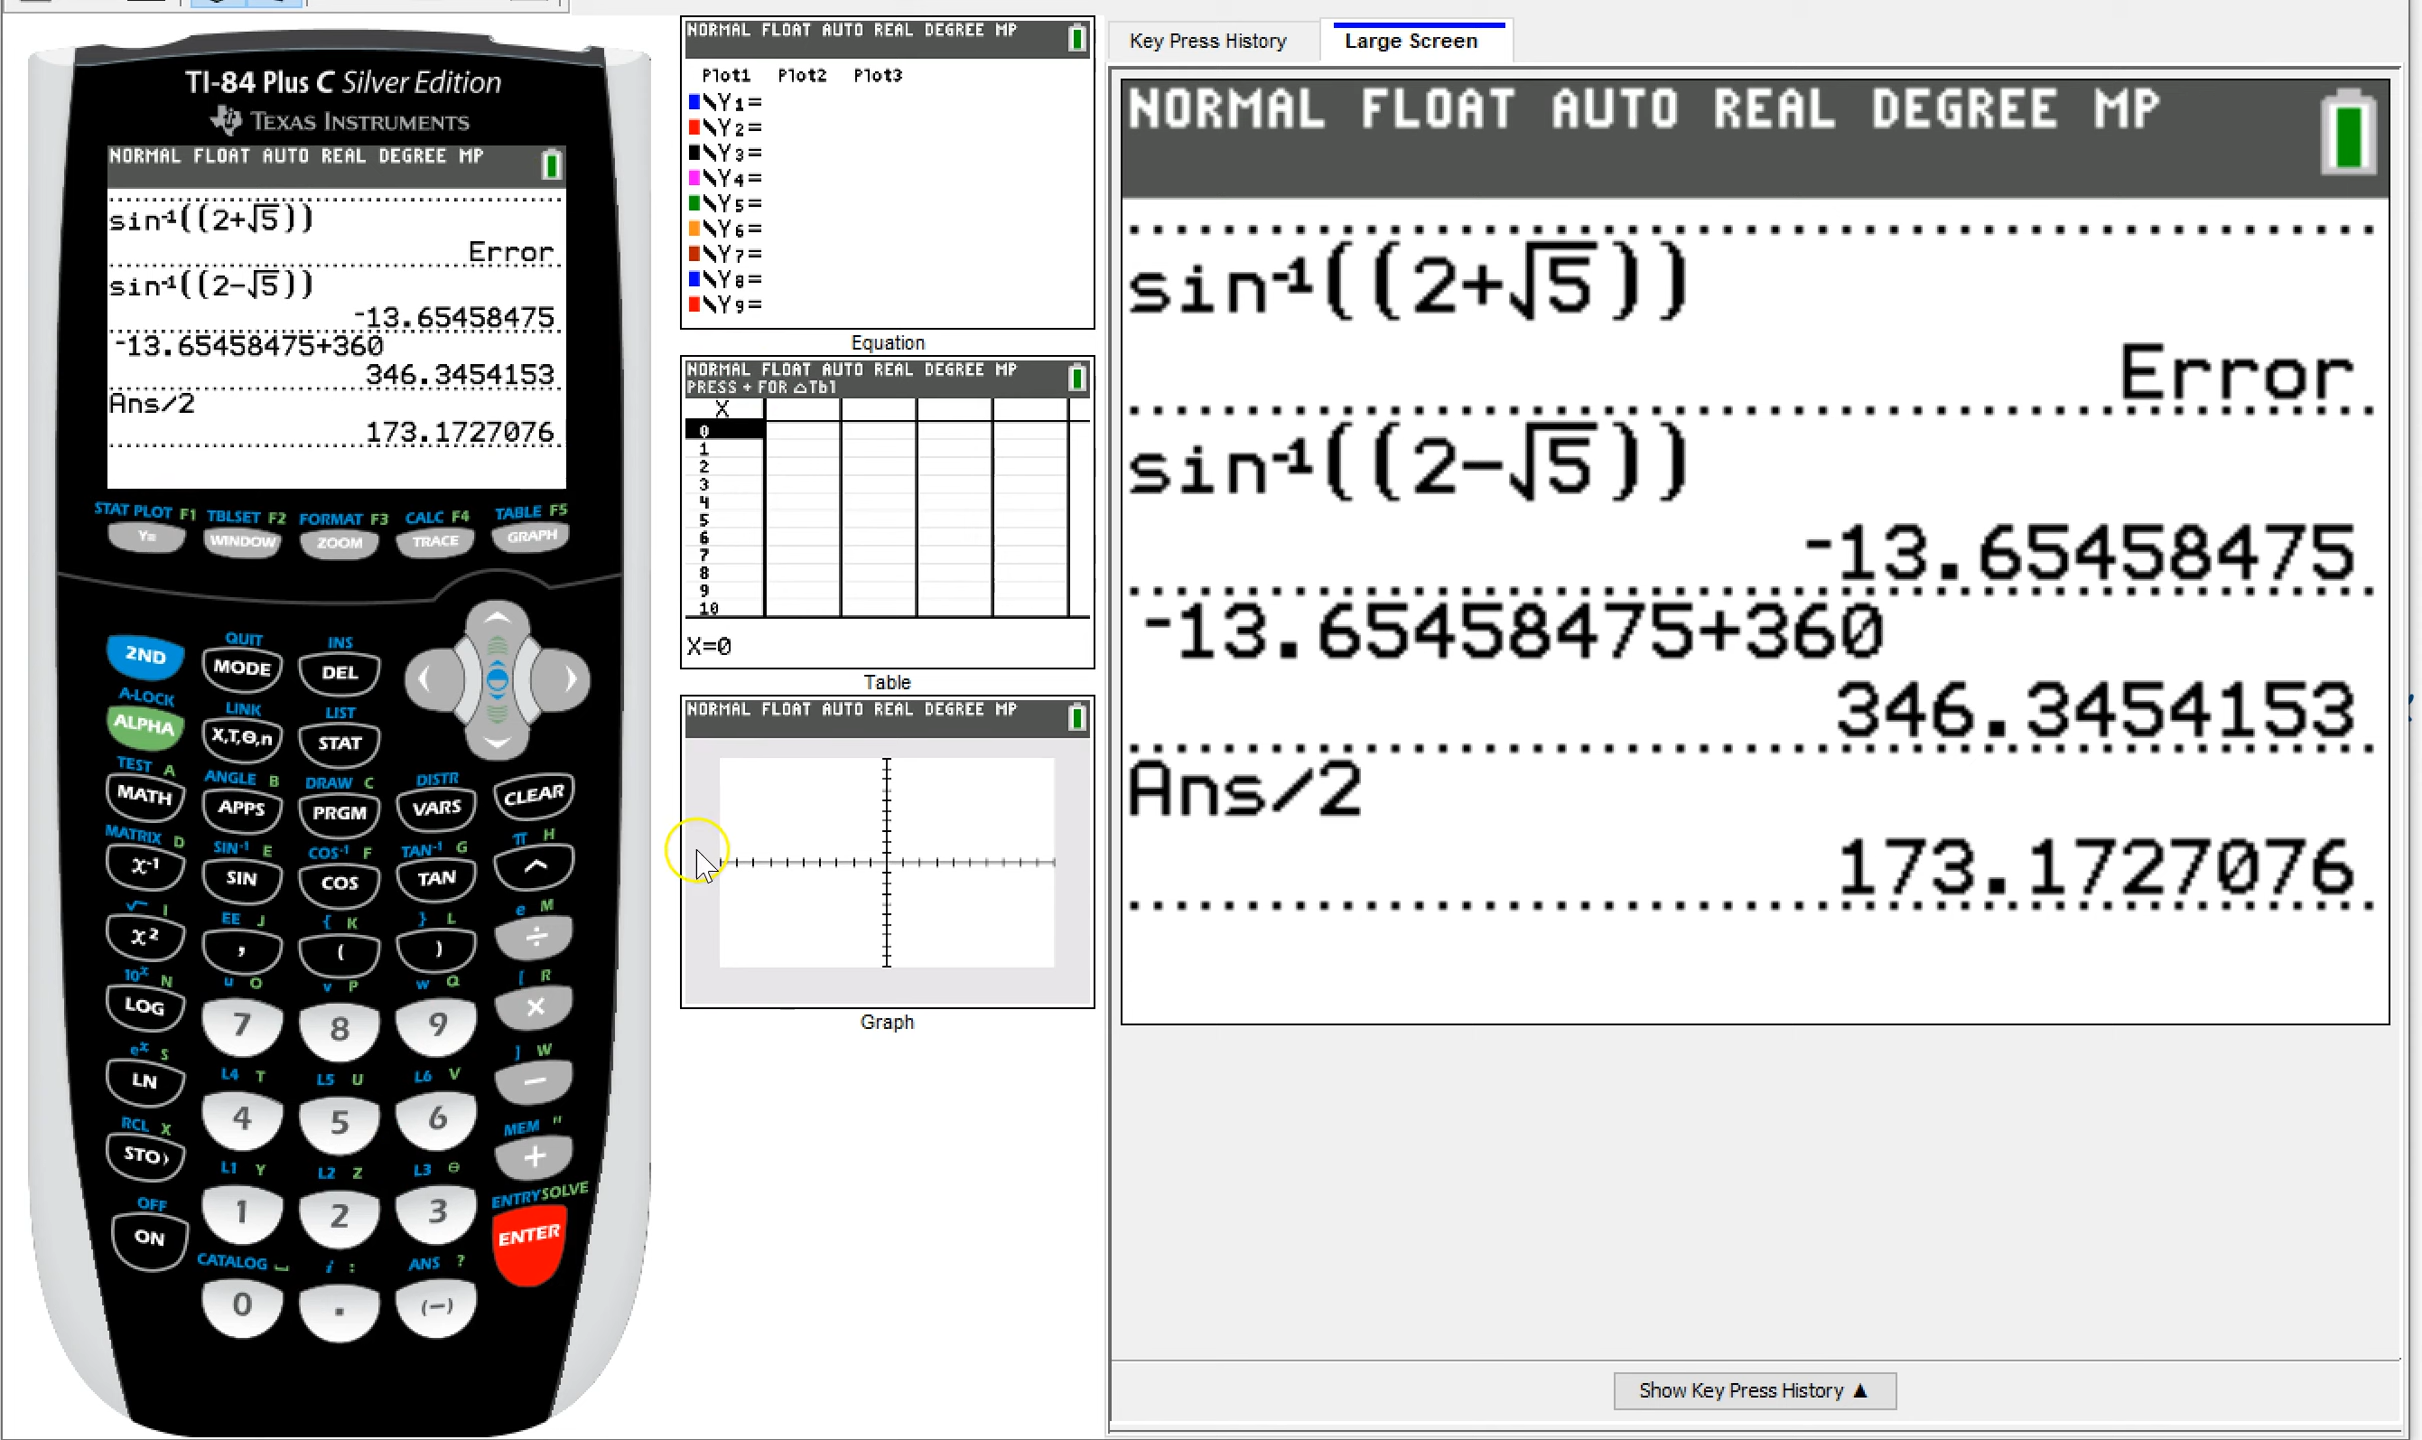 TI-84 Plus C Silver Edition
TEXAS INSTRUMENTS
NORMAL FLOAT AUTO REAL DEGREE MP
sin⁻¹((2+√5))
Error
sin⁻¹((2−√5))
-13.65458475
-13.65458475+360
346.3454153
Ans/2
173.1727076
STAT PLOT F1 TBLSET F2 FORMAT F3 CALC F4 TABLE F5
Y= WINDOW ZOOM TRACE GRAPH
QUIT INS
2ND MODE DEL
A-LOCK LINK LIST
ALPHA X,T,Θ,n STAT
TEST A ANGLE B DRAW C DISTR
MATH APPS PRGM VARS CLEAR
MATRIX D SIN⁻¹ E COS⁻¹ F TAN⁻¹ G π H
x⁻¹ SIN COS TAN ^
√ I EE J { K } L e M
x² , ( ) ÷
10ˣ N u O v P w Q [ R
LOG 7 8 9 ×
eˣ S L4 T L5 U L6 V ] W
LN 4 5 6 −
RCL X L1 Y L2 Z L3 θ MEM "
STO› 1 2 3 +
OFF CATALOG ⎵ i : ANS ? ENTRY SOLVE
ON 0 . (−) ENTER
NORMAL FLOAT AUTO REAL DEGREE MP
Plot1 Plot2 Plot3
\Y1=
\Y2=
\Y3=
\Y4=
\Y5=
\Y6=
\Y7=
\Y8=
\Y9=
Equation
NORMAL FLOAT AUTO REAL DEGREE MP
PRESS + FOR △Tbl
X
0
1
2
3
4
5
6
7
8
9
10
X=0
Table
NORMAL FLOAT AUTO REAL DEGREE MP
Graph
Key Press History Large Screen
NORMAL FLOAT AUTO REAL DEGREE MP
sin⁻¹((2+√5))
Error
sin⁻¹((2−√5))
-13.65458475
-13.65458475+360
346.3454153
Ans/2
173.1727076
Show Key Press History ▲